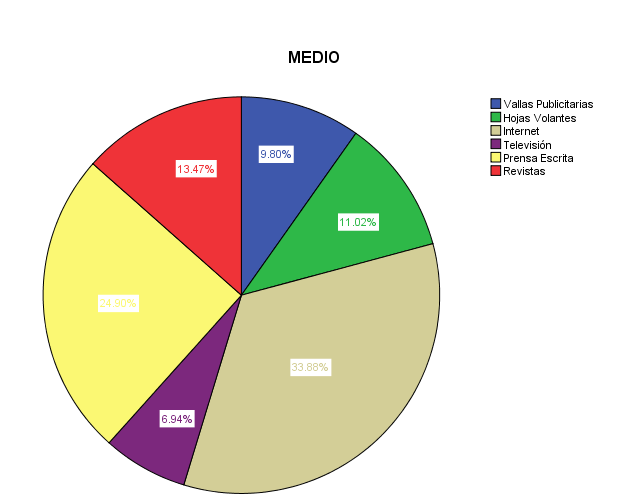 MEDIO
Vallas Publicitarias
Hojas Volantes
Internet
Televisión
Prensa Escrita
Revistas
9.80%
13.47%
11.02%
24.90%
33.88%
6.94%